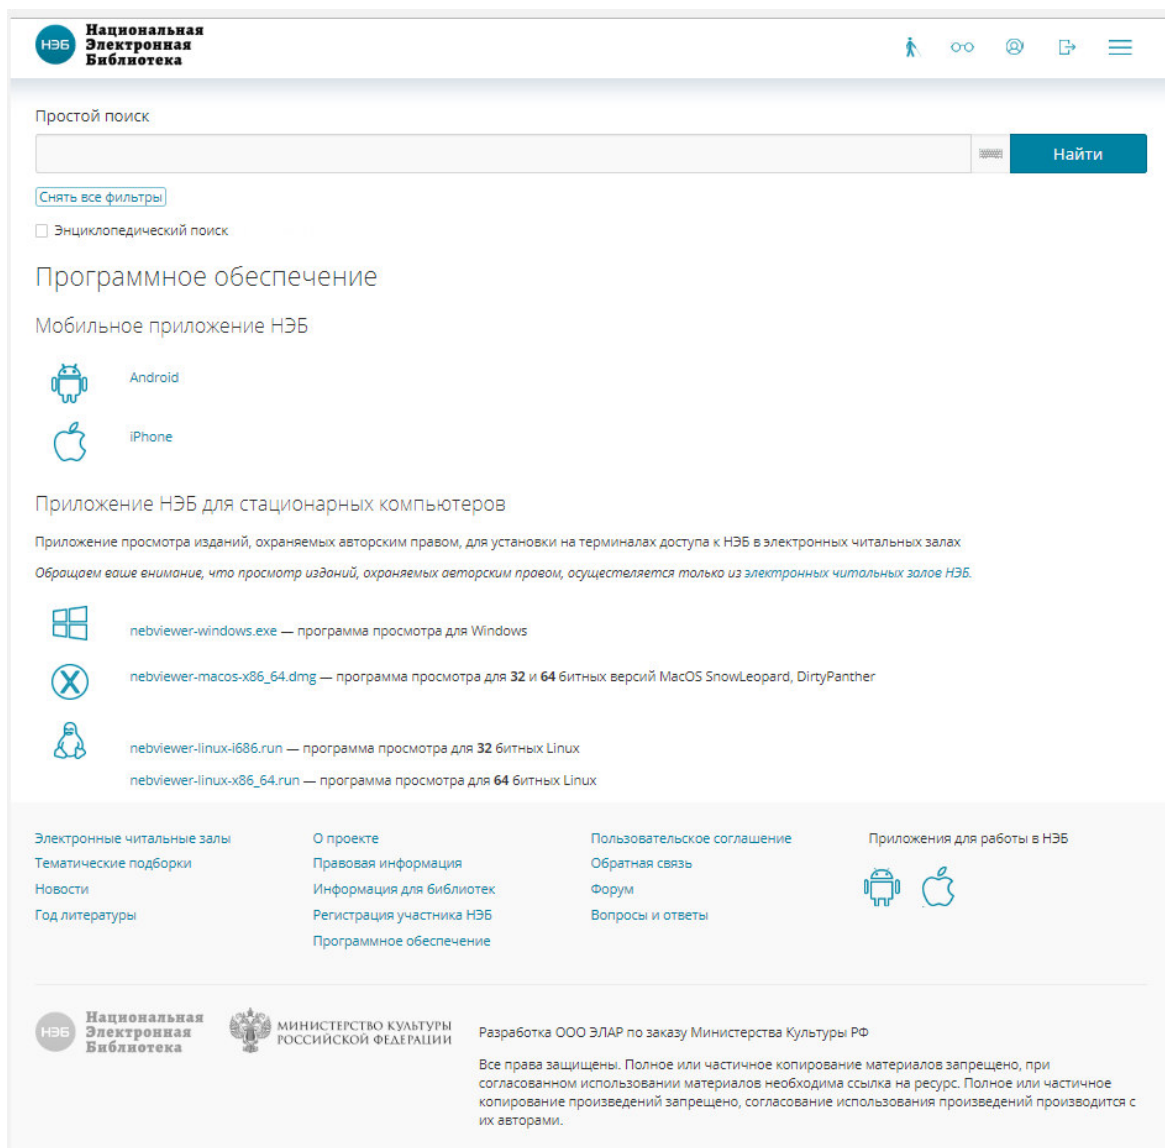 НЭБ
Национальная
Электронная
Библиотека
Простой поиск
Найти
Снять все фильтры
Энциклопедический поиск
Программное обеспечение
Мобильное приложение НЭБ
Android
iPhone
Приложение НЭБ для стационарных компьютеров
Приложение просмотра изданий, охраняемых авторским правом, для установки на терминалах доступа к НЭБ в электронных читальных залах
Обращаем ваше внимание, что просмотр изданий, охраняемых авторским правом, осуществляется только из электронных читальных залов НЭБ.
nebviewer-windows.exe — программа просмотра для Windows
nebviewer-macos-x86_64.dmg — программа просмотра для 32 и 64 битных версий MacOS SnowLeopard, DirtyPanther
nebviewer-linux-i686.run — программа просмотра для 32 битных Linux
nebviewer-linux-x86_64.run — программа просмотра для 64 битных Linux
Электронные читальные залы
Тематические подборки
Новости
Год литературы
О проекте
Правовая информация
Информация для библиотек
Регистрация участника НЭБ
Программное обеспечение
Пользовательское соглашение
Обратная связь
Форум
Вопросы и ответы
Приложения для работы в НЭБ
НЭБ
Национальная
Электронная
Библиотека
МИНИСТЕРСТВО КУЛЬТУРЫ
РОССИЙСКОЙ ФЕДЕРАЦИИ
Разработка ООО ЭЛАР по заказу Министерства Культуры РФ
Все права защищены. Полное или частичное копирование материалов запрещено, при
согласованном использовании материалов необходима ссылка на ресурс. Полное или частичное
копирование произведений запрещено, согласование использования произведений производится с
их авторами.